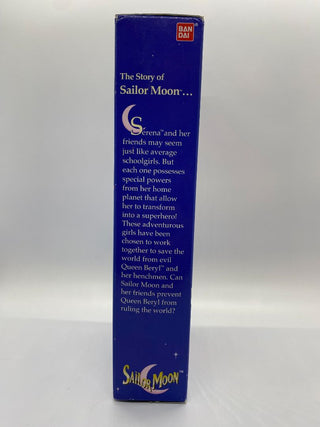 BAN
DAI
The Story of
Sailor Moon™...
Serena™ and her
friends may seem
just like average
schoolgirls. But
each one possesses
special powers
from her home
planet that allow
her to transform
into a superhero!
These adventurous
girls have been
chosen to work
together to save the
world from evil
Queen Beryl™ and
her henchmen. Can
Sailor Moon and
her friends prevent
Queen Beryl from
ruling the world?
SAILOR MOON™